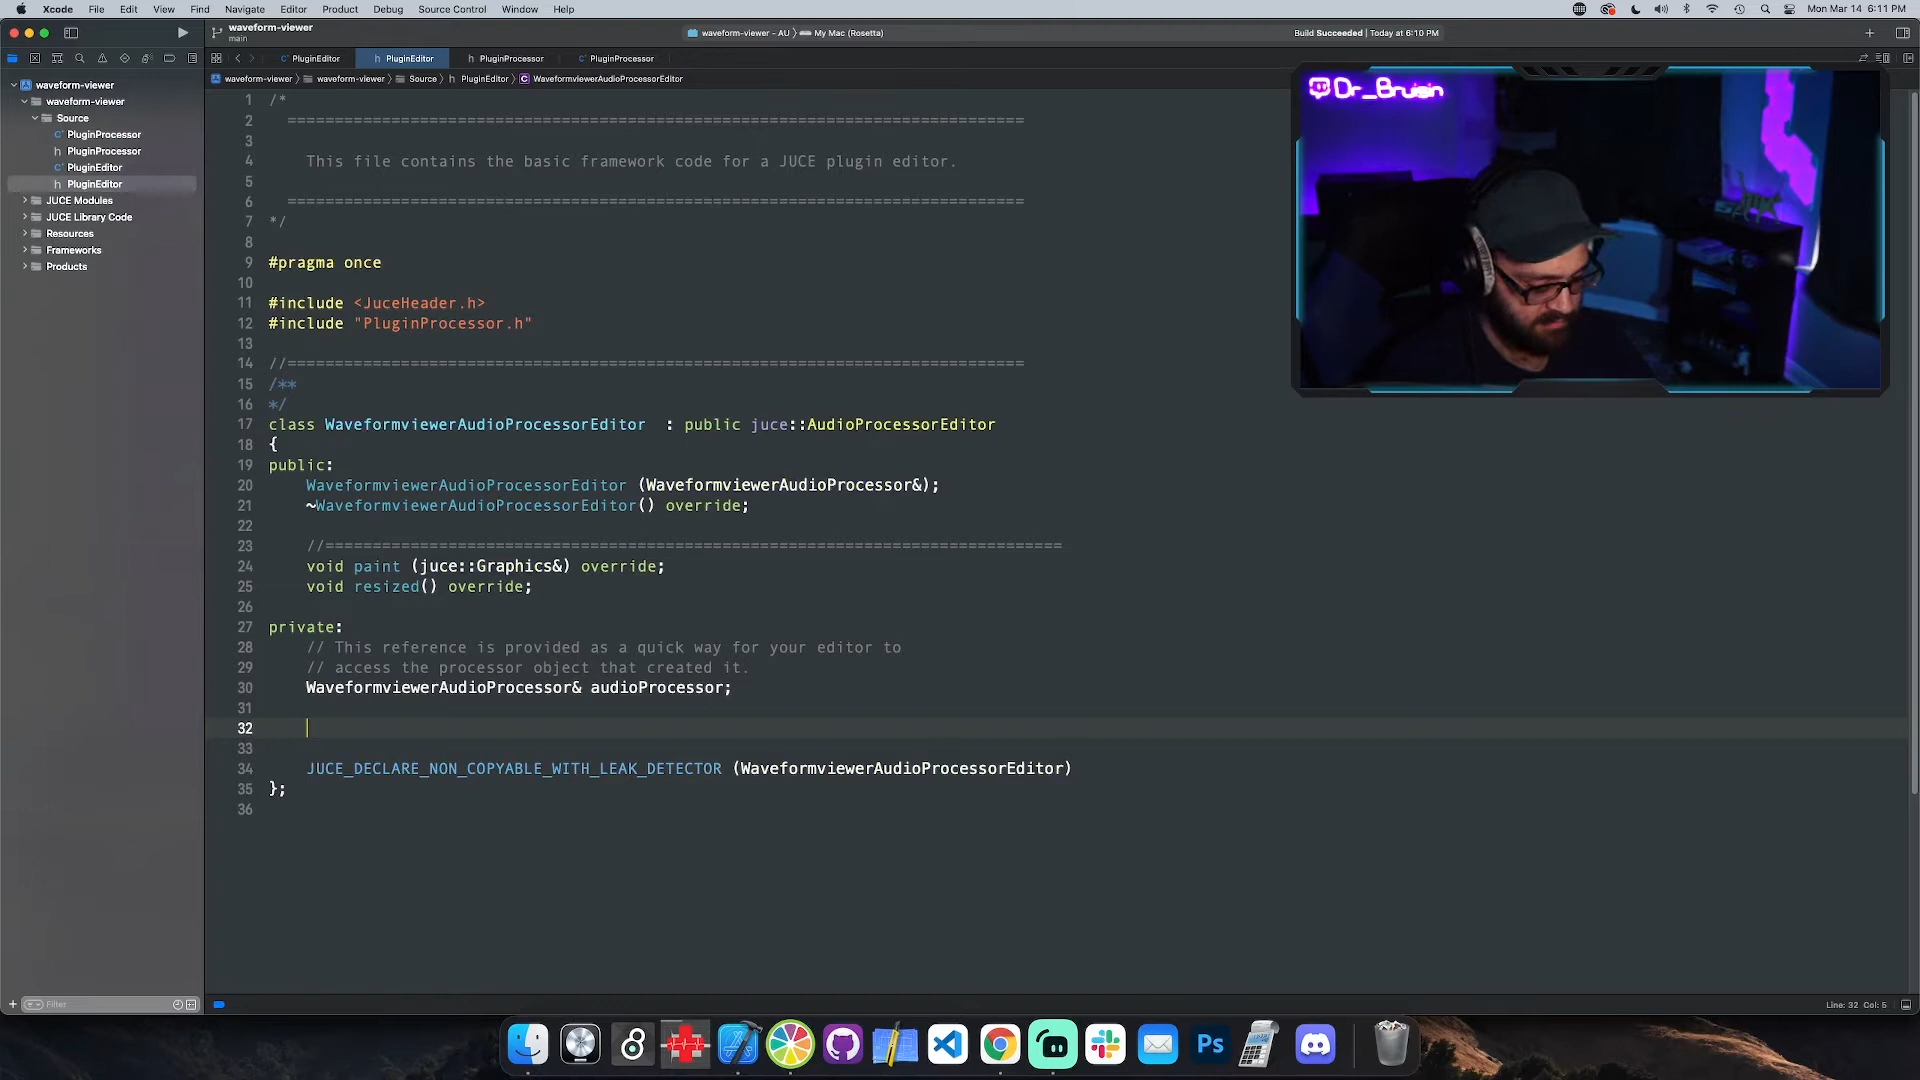 Xcode File Edit View Find Navigate Editor Product Debug Source Control Window Help Mon Mar 14 6:11 PM
waveform-viewer
main
waveform-viewer - AU 〉 My Mac (Rosetta)
Build Succeeded | Today at 6:10 PM
PluginEditor PluginEditor PluginProcessor PluginProcessor
waveform-viewer 〉 waveform-viewer 〉 Source 〉 h PluginEditor 〉 C WaveformviewerAudioProcessorEditor
waveform-viewer
waveform-viewer
Source
PluginProcessor
PluginProcessor
PluginEditor
PluginEditor
JUCE Modules
JUCE Library Code
Resources
Frameworks
Products
Filter
1 /*
2 ==============================================================================
3
4 This file contains the basic framework code for a JUCE plugin editor.
5
6 ==============================================================================
7 */
8
9 #pragma once
10
11 #include <JuceHeader.h>
12 #include "PluginProcessor.h"
13
14 //==============================================================================
15 /**
16 */
17 class WaveformviewerAudioProcessorEditor  : public juce::AudioProcessorEditor
18 {
19 public:
20 WaveformviewerAudioProcessorEditor (WaveformviewerAudioProcessor&);
21 ~WaveformviewerAudioProcessorEditor() override;
22
23 //==============================================================================
24 void paint (juce::Graphics&) override;
25 void resized() override;
26
27 private:
28 // This reference is provided as a quick way for your editor to
29 // access the processor object that created it.
30 WaveformviewerAudioProcessor& audioProcessor;
31
32
33
34 JUCE_DECLARE_NON_COPYABLE_WITH_LEAK_DETECTOR (WaveformviewerAudioProcessorEditor)
35 };
36
Dr_Bruisin
Line: 32 Col: 5
Ps